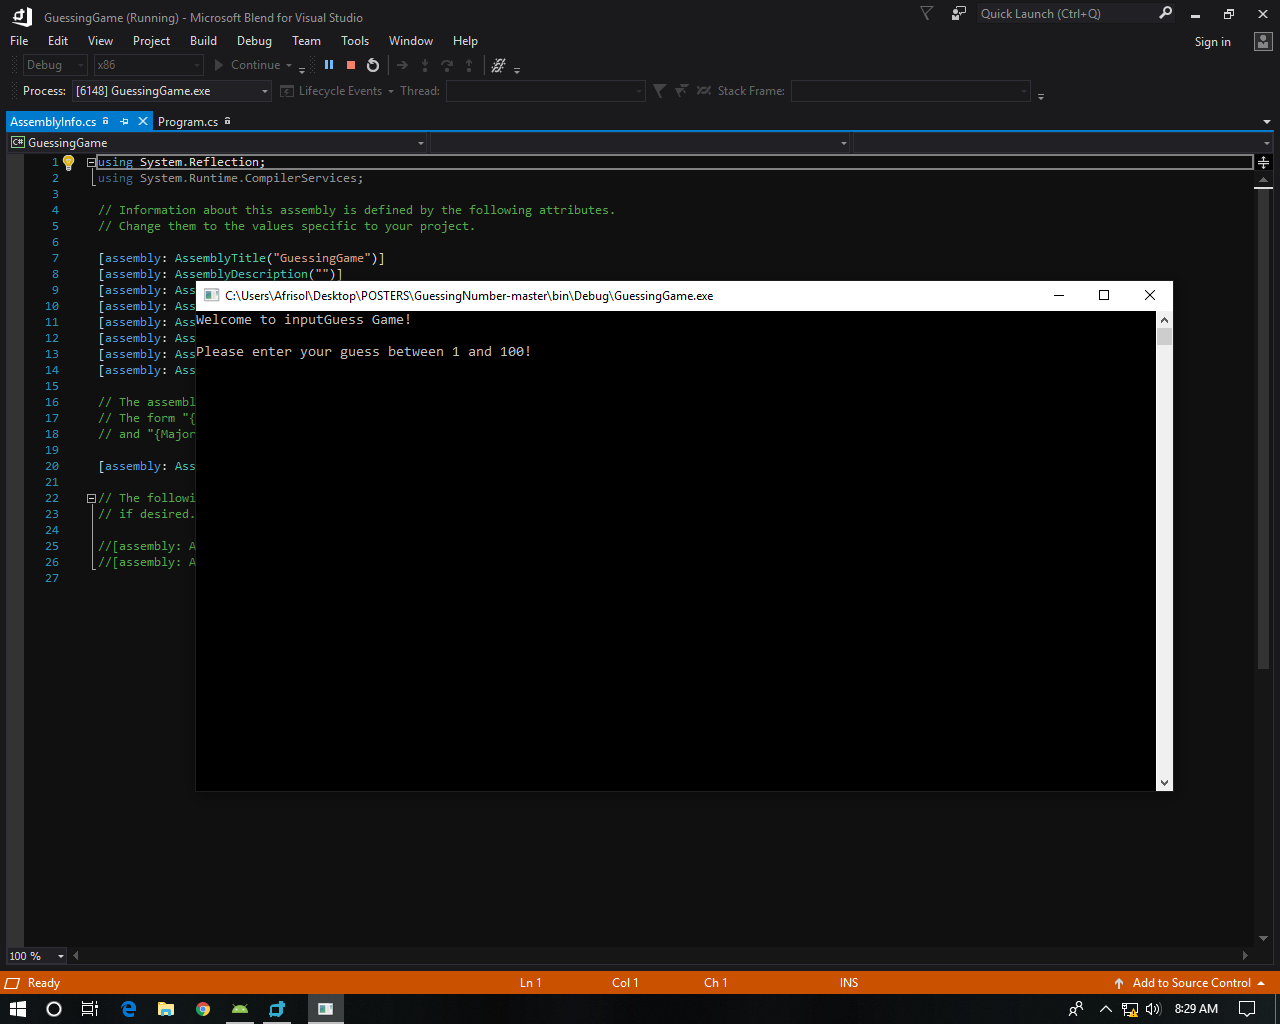 GuessingGame (Running) - Microsoft Blend for Visual Studio
Quick Launch (Ctrl+Q)
File Edit View Project Build Debug Team Tools Window Help
Sign in
Debug x86 Continue
Process: [6148] GuessingGame.exe Lifecycle Events Thread: Stack Frame:
AssemblyInfo.cs Program.cs
C# GuessingGame
1 using System.Reflection;
2 using System.Runtime.CompilerServices;
3
4 // Information about this assembly is defined by the following attributes.
5 // Change them to the values specific to your project.
6
7 [assembly: AssemblyTitle("GuessingGame")]
8 [assembly: AssemblyDescription("")]
9 [assembly: Ass
10 [assembly: Ass
11 [assembly: Ass
12 [assembly: Ass
13 [assembly: Ass
14 [assembly: Ass
15
16 // The assembl
17 // The form "{
18 // and "{Major
19
20 [assembly: Ass
21
22 // The followi
23 // if desired.
24
25 //[assembly: A
26 //[assembly: A
27
C:\Users\Afrisol\Desktop\POSTERS\GuessingNumber-master\bin\Debug\GuessingGame.exe
Welcome to inputGuess Game!
Please enter your guess between 1 and 100!
100 %
Ready Ln 1 Col 1 Ch 1 INS Add to Source Control
8:29 AM